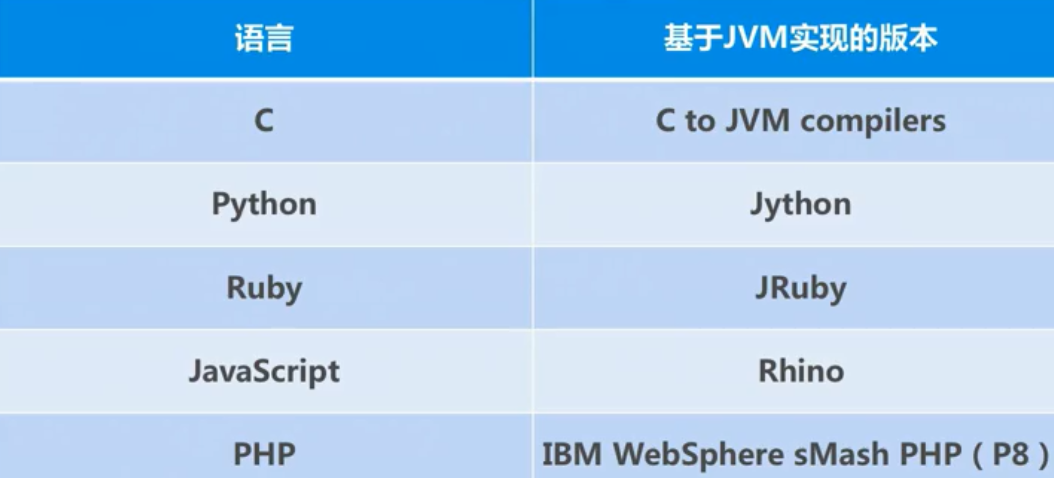 语言 基于JVM实现的版本
C C to JVM compilers
Python Jython
Ruby JRuby
JavaScript Rhino
PHP IBM WebSphere sMash PHP（P8）